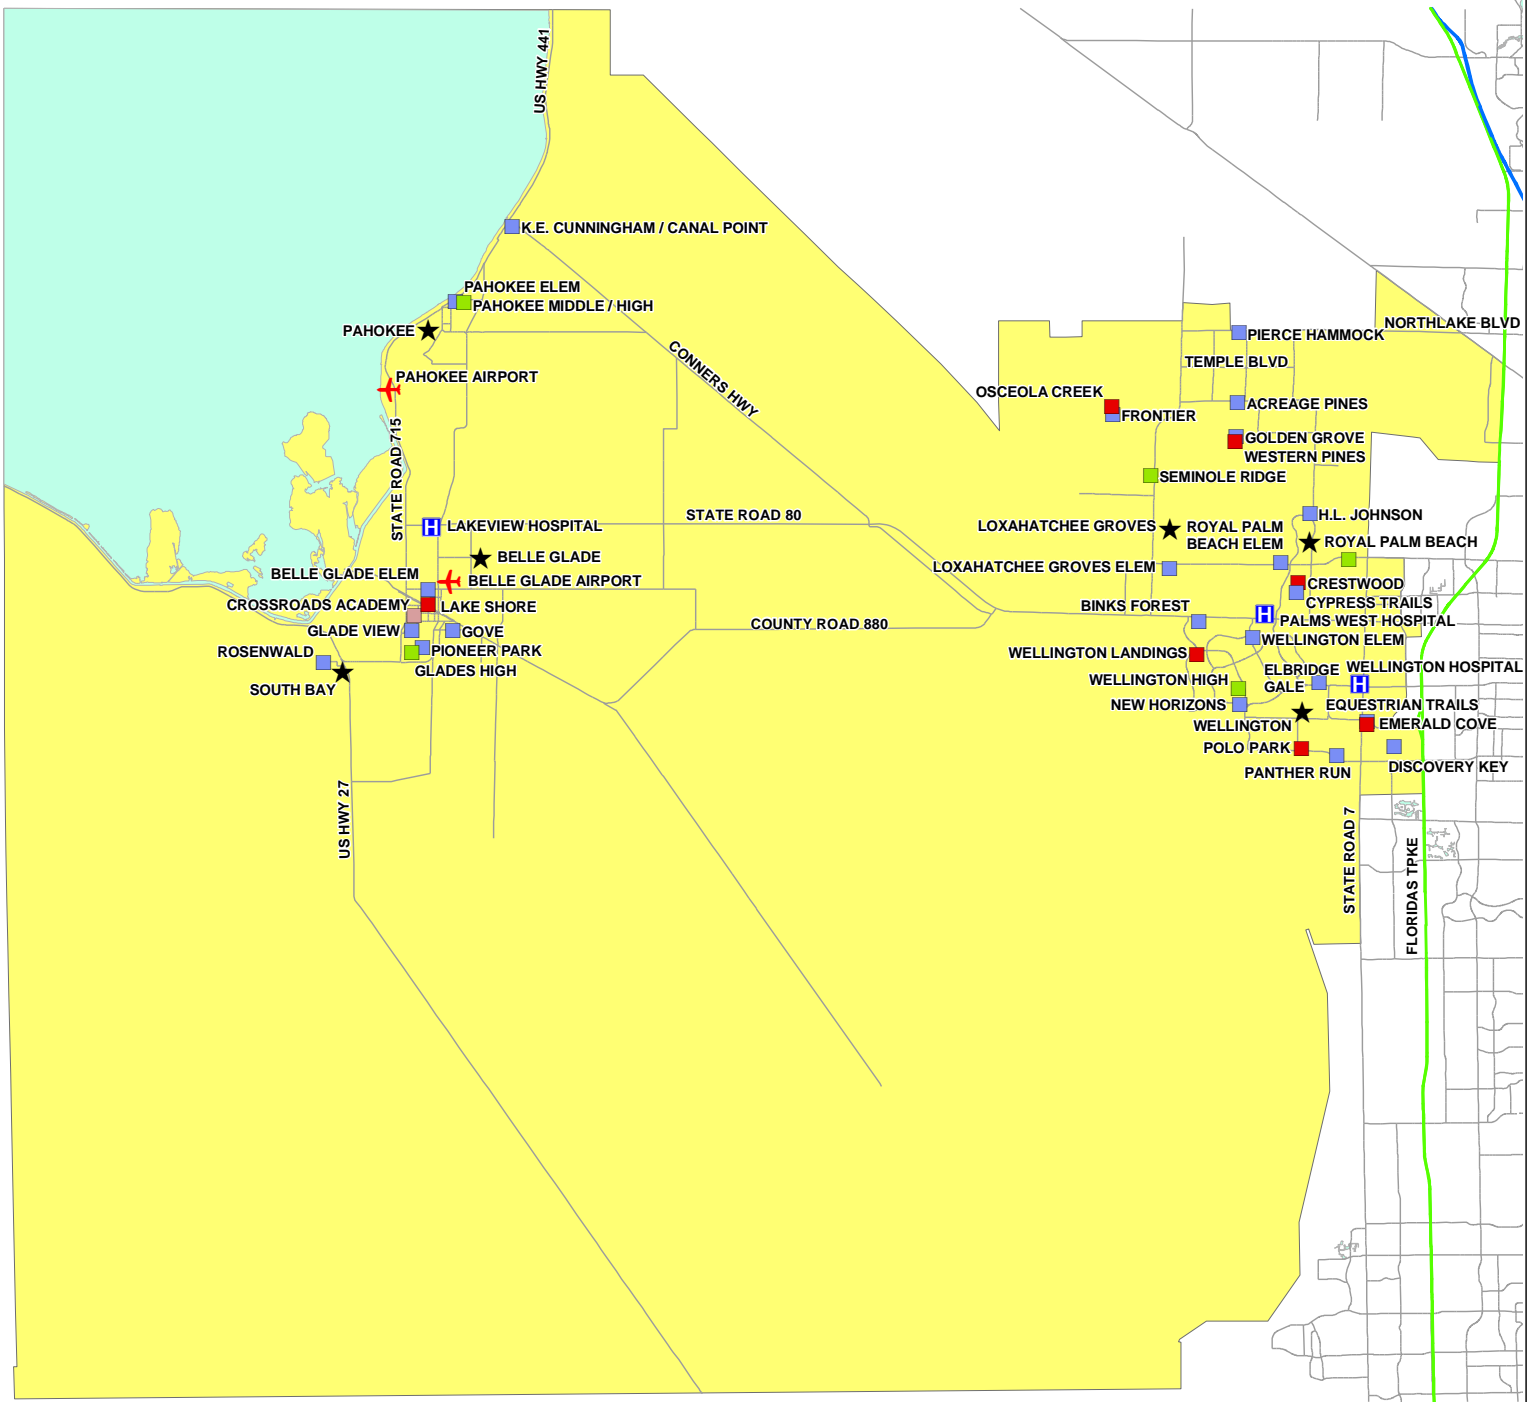 US HWY 441
K.E. CUNNINGHAM / CANAL POINT
PAHOKEE ELEM
PAHOKEE MIDDLE / HIGH
PAHOKEE
NORTHLAKE BLVD
PIERCE HAMMOCK
TEMPLE BLVD
CONNERS HWY
PAHOKEE AIRPORT
OSCEOLA CREEK
ACREAGE PINES
FRONTIER
GOLDEN GROVE
WESTERN PINES
STATE ROAD 715
SEMINOLE RIDGE
STATE ROAD 80
H.L. JOHNSON
LAKEVIEW HOSPITAL
LOXAHATCHEE GROVES
ROYAL PALM
BEACH ELEM
ROYAL PALM BEACH
BELLE GLADE
LOXAHATCHEE GROVES ELEM
BELLE GLADE ELEM
BELLE GLADE AIRPORT
CRESTWOOD
CYPRESS TRAILS
CROSSROADS ACADEMY
LAKE SHORE
BINKS FOREST
PALMS WEST HOSPITAL
COUNTY ROAD 880
GLADE VIEW
GOVE
WELLINGTON ELEM
ROSENWALD
PIONEER PARK
WELLINGTON LANDINGS
GLADES HIGH
ELBRIDGE
GALE
WELLINGTON HOSPITAL
WELLINGTON HIGH
SOUTH BAY
NEW HORIZONS
EQUESTRIAN TRAILS
WELLINGTON
EMERALD COVE
POLO PARK
PANTHER RUN
DISCOVERY KEY
US HWY 27
STATE ROAD 7
FLORIDAS TPKE
H
H
H